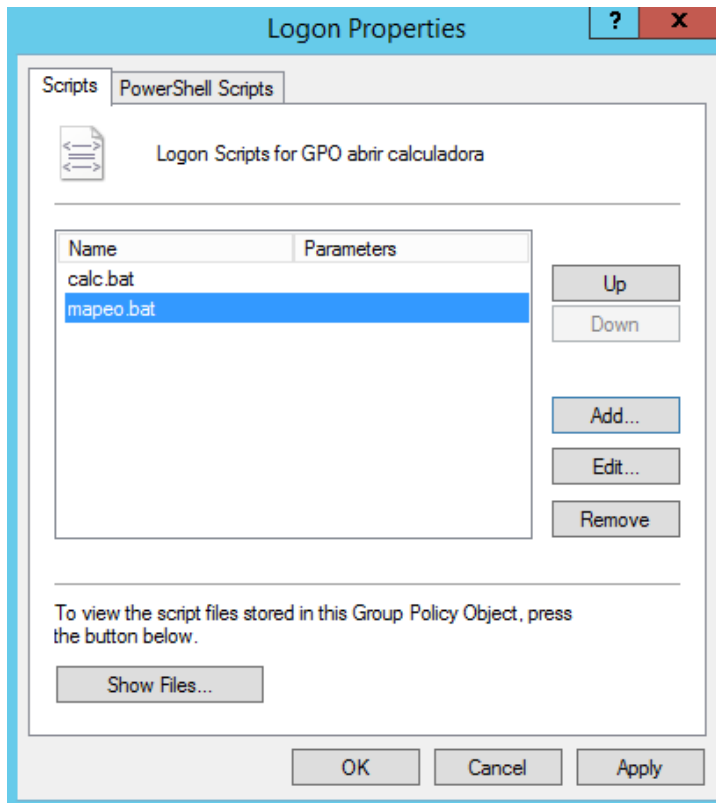 Logon Properties
? x
Scripts PowerShell Scripts
Logon Scripts for GPO abrir calculadora
Name Parameters
calc.bat
Up
mapeo.bat
Down
Add...
Edit...
Remove
To view the script files stored in this Group Policy Object, press
the button below.
Show Files...
OK Cancel Apply